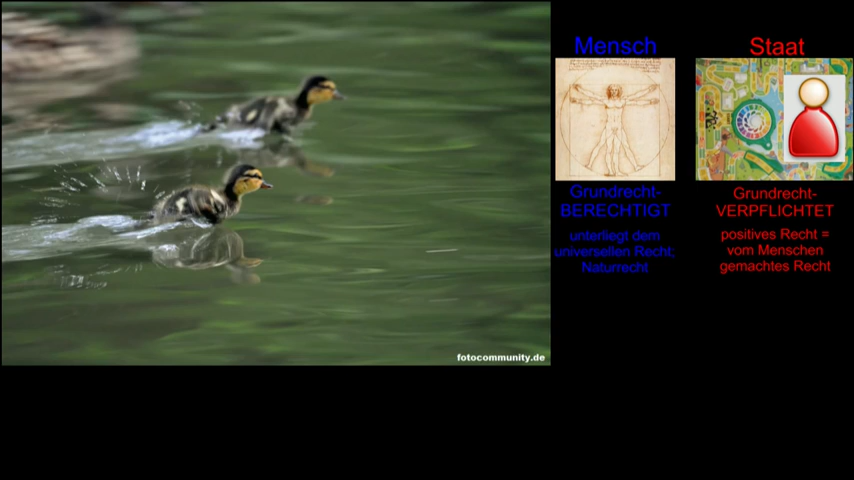 Mensch
Grundrecht-
BERECHTIGT
unterliegt dem
universellen Recht;
Naturrecht
Staat
Grundrecht-
VERPFLICHTET
positives Recht =
vom Menschen
gemachtes Recht
fotocommunity.de